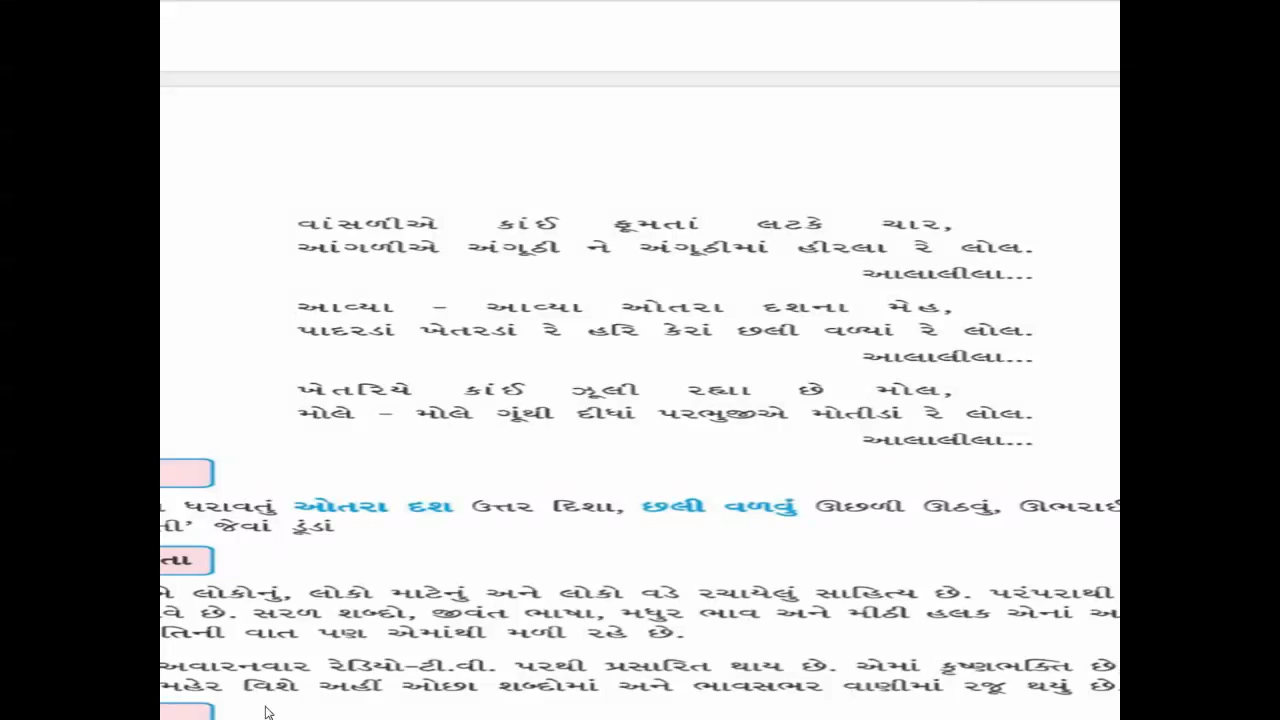 વાંસળીએ કાંઈ ફૂમતાં લટકે ચાર,
આંગળીએ અંગૂઠી ને અંગૂઠીમાં હીરલા રે લોલ.
આલાલીલા...
આવ્યા – આવ્યા ઓતરા દશના મેહ,
પાદરડાં ખેતરડાં રે હરિ કેરાં છલી વળ્યાં રે લોલ.
આલાલીલા...
ખેતરિયે કાંઈ ઝૂલી રહ્યા છે મોલ,
મોલે – મોલે ગૂંથી દીધાં પરભુજીએ મોતીડાં રે લોલ.
આલાલીલા...
ધરાવતું ઓતરા દશ ઉત્તર દિશા, છલી વળવું ઊછળી ઊઠવું,
જેવાં ડૂંડાં
તા
લોકોનું, લોકો માટેનું અને લોકો વડે રચાયેલું સાહિત્ય છે. પરંપરાથી
છે. સરળ શબ્દો, જીવંત ભાષા, મધુર ભાવ અને મીઠી હલક એનાં
તિની વાત પણ એમાંથી મળી રહે છે.
અવારનવાર રેડિયો-ટી.વી. પરથી પ્રસારિત થાય છે. એમાં કૃષ્ણભક્તિ છે
મહેર વિશે અહીં ઓછા શબ્દોમાં અને ભાવસભર વાણીમાં રજૂ થયું છે.